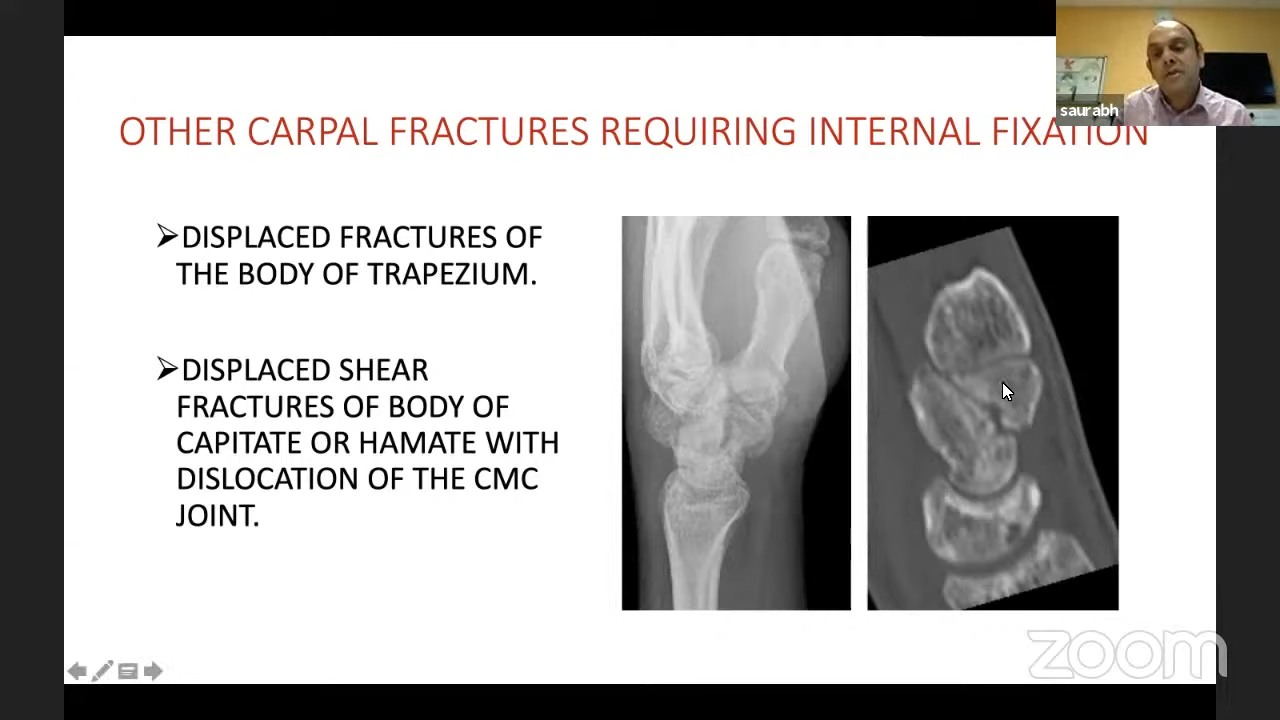 saurabh
OTHER CARPAL FRACTURES REQUIRING INTERNAL FIXATION
➢DISPLACED FRACTURES OF
THE BODY OF TRAPEZIUM.
➢DISPLACED SHEAR
FRACTURES OF BODY OF
CAPITATE OR HAMATE WITH
DISLOCATION OF THE CMC
JOINT.
zoom